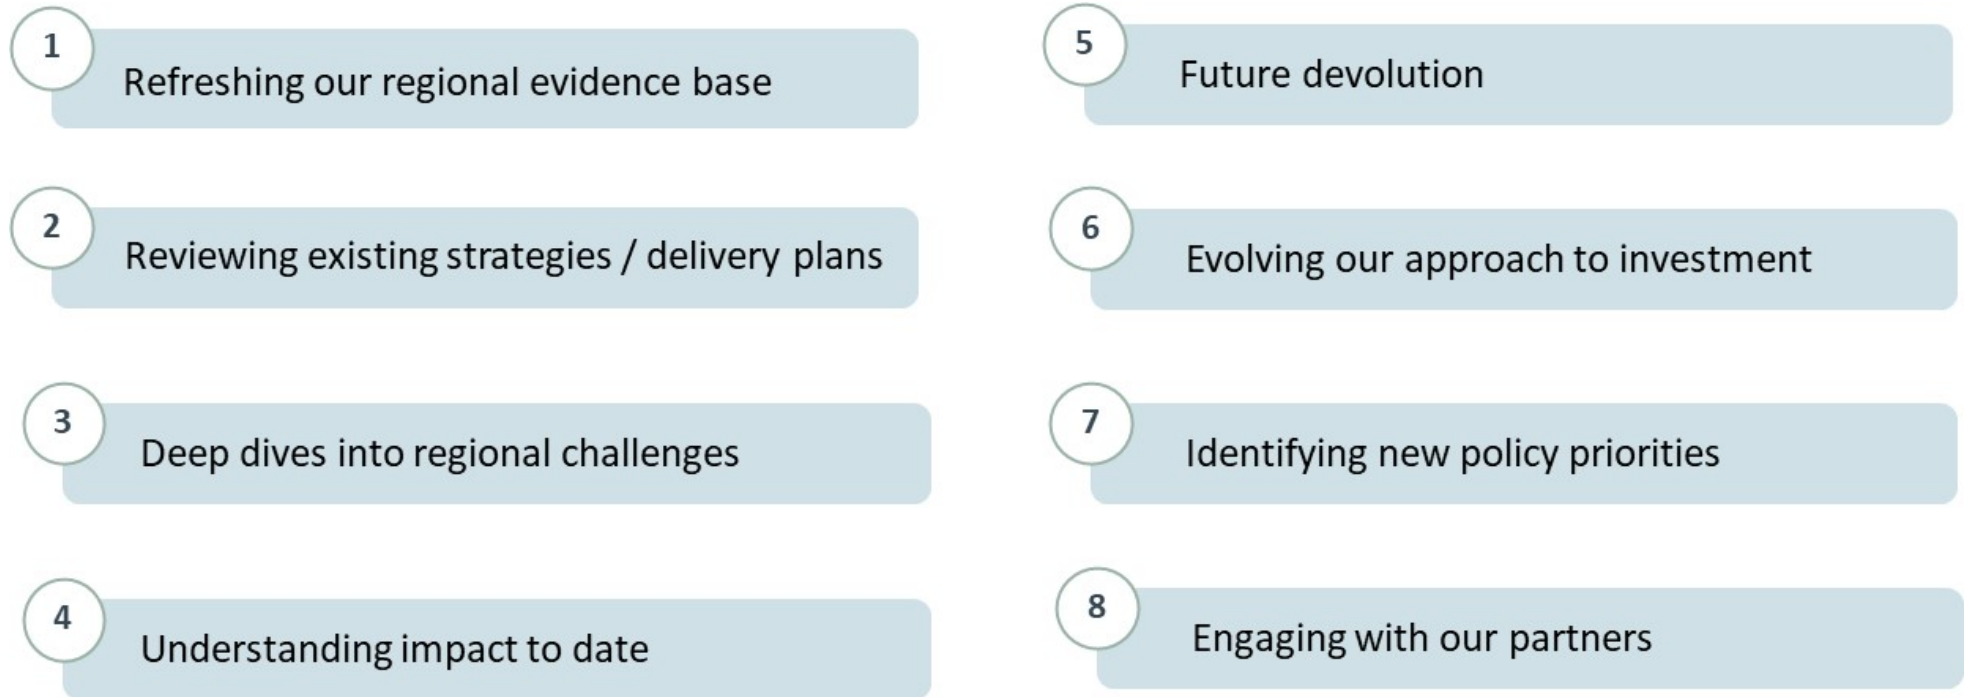 1
Refreshing our regional evidence base
2
Reviewing existing strategies / delivery plans
3
Deep dives into regional challenges
4
Understanding impact to date
5
Future devolution
6
Evolving our approach to investment
7
Identifying new policy priorities
8
Engaging with our partners